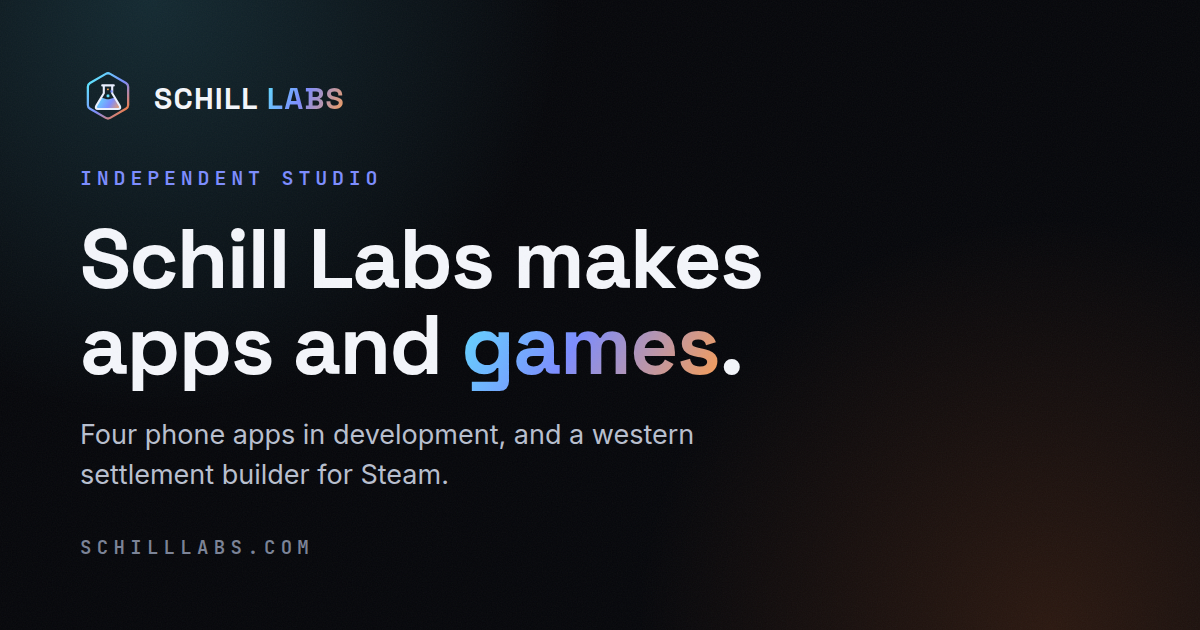 SCHILL LABS
INDEPENDENT STUDIO
Schill Labs makes
apps and games.
Four phone apps in development, and a western
settlement builder for Steam.
SCHILLLABS.COM